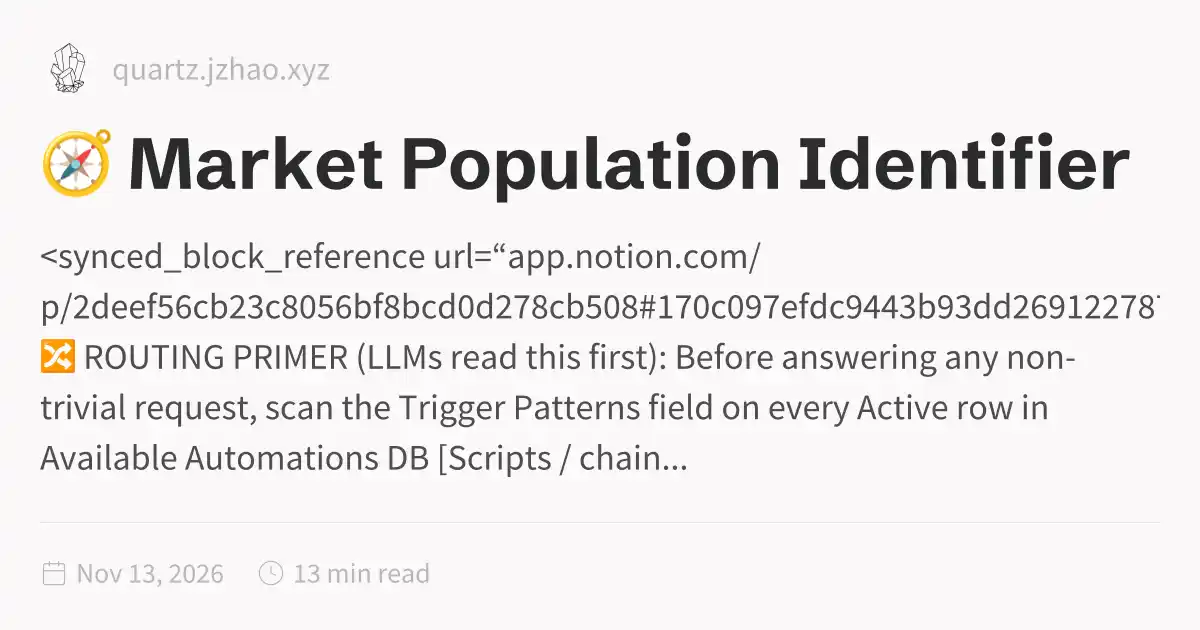 quartz.jzhao.xyz
🧭 Market Population Identifier
<synced_block_reference url=“app.notion.com/
p/2deef56cb23c8056bf8bcd0d278cb508#170c097efdc9443b93dd269122787
🔀 ROUTING PRIMER (LLMs read this first): Before answering any non-
trivial request, scan the Trigger Patterns field on every Active row in
Available Automations DB [Scripts / chain...
Nov 13, 2026 13 min read